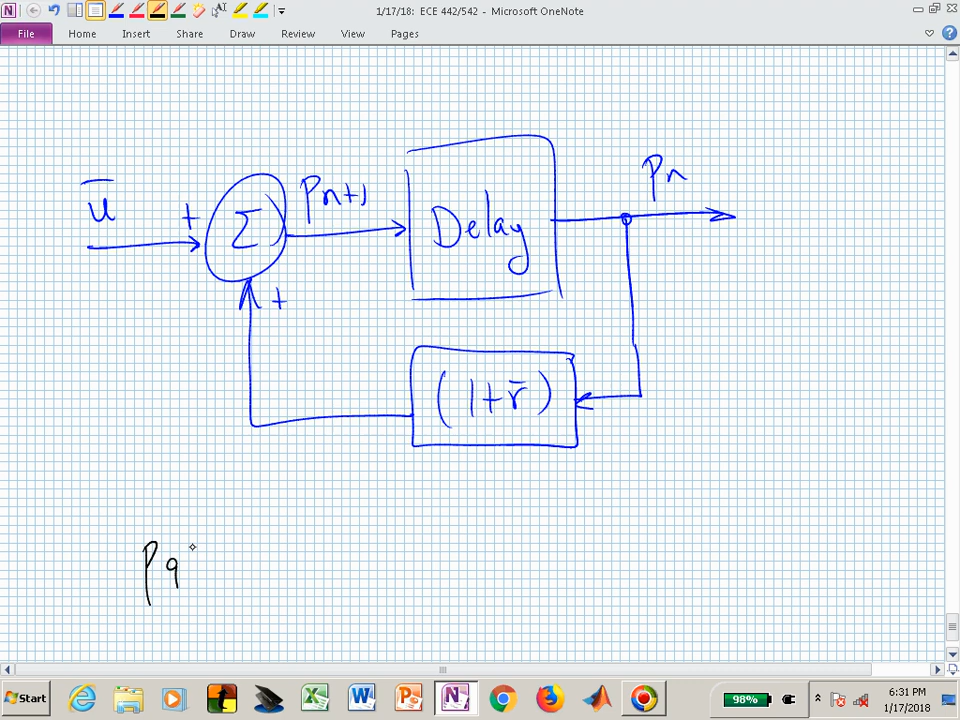 1/17/18: ECE 442/542 - Microsoft OneNote
File Home Insert Share Draw Review View Pages
pn
pn+1
u̅
+
Σ
Delay
+
(1+r̅)
Pq
Start
98%
6:31 PM
1/17/2018